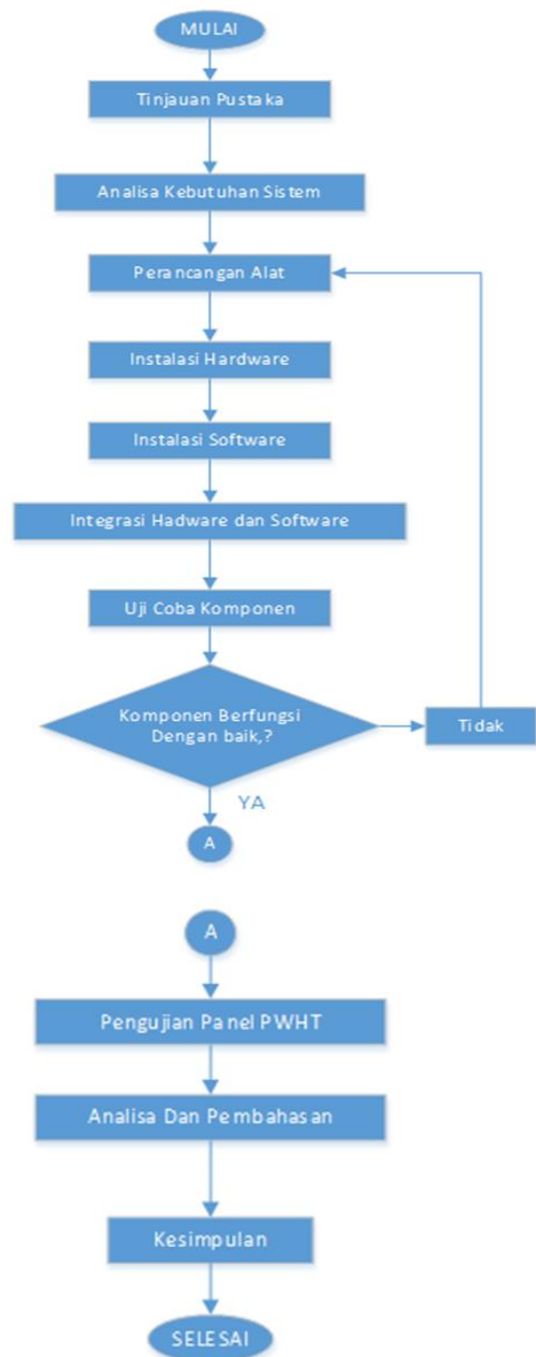 MULAI
Tinjauan Pustaka
Analisa Kebutuhan Sistem
Perancangan Alat
Instalasi Hardware
Instalasi Software
Integrasi Hadware dan Software
Uji Coba Komponen
Komponen Berfungsi
Dengan baik,?
Tidak
YA
A
A
Pengujian Panel PWHT
Analisa Dan Pembahasan
Kesimpulan
SELESAI